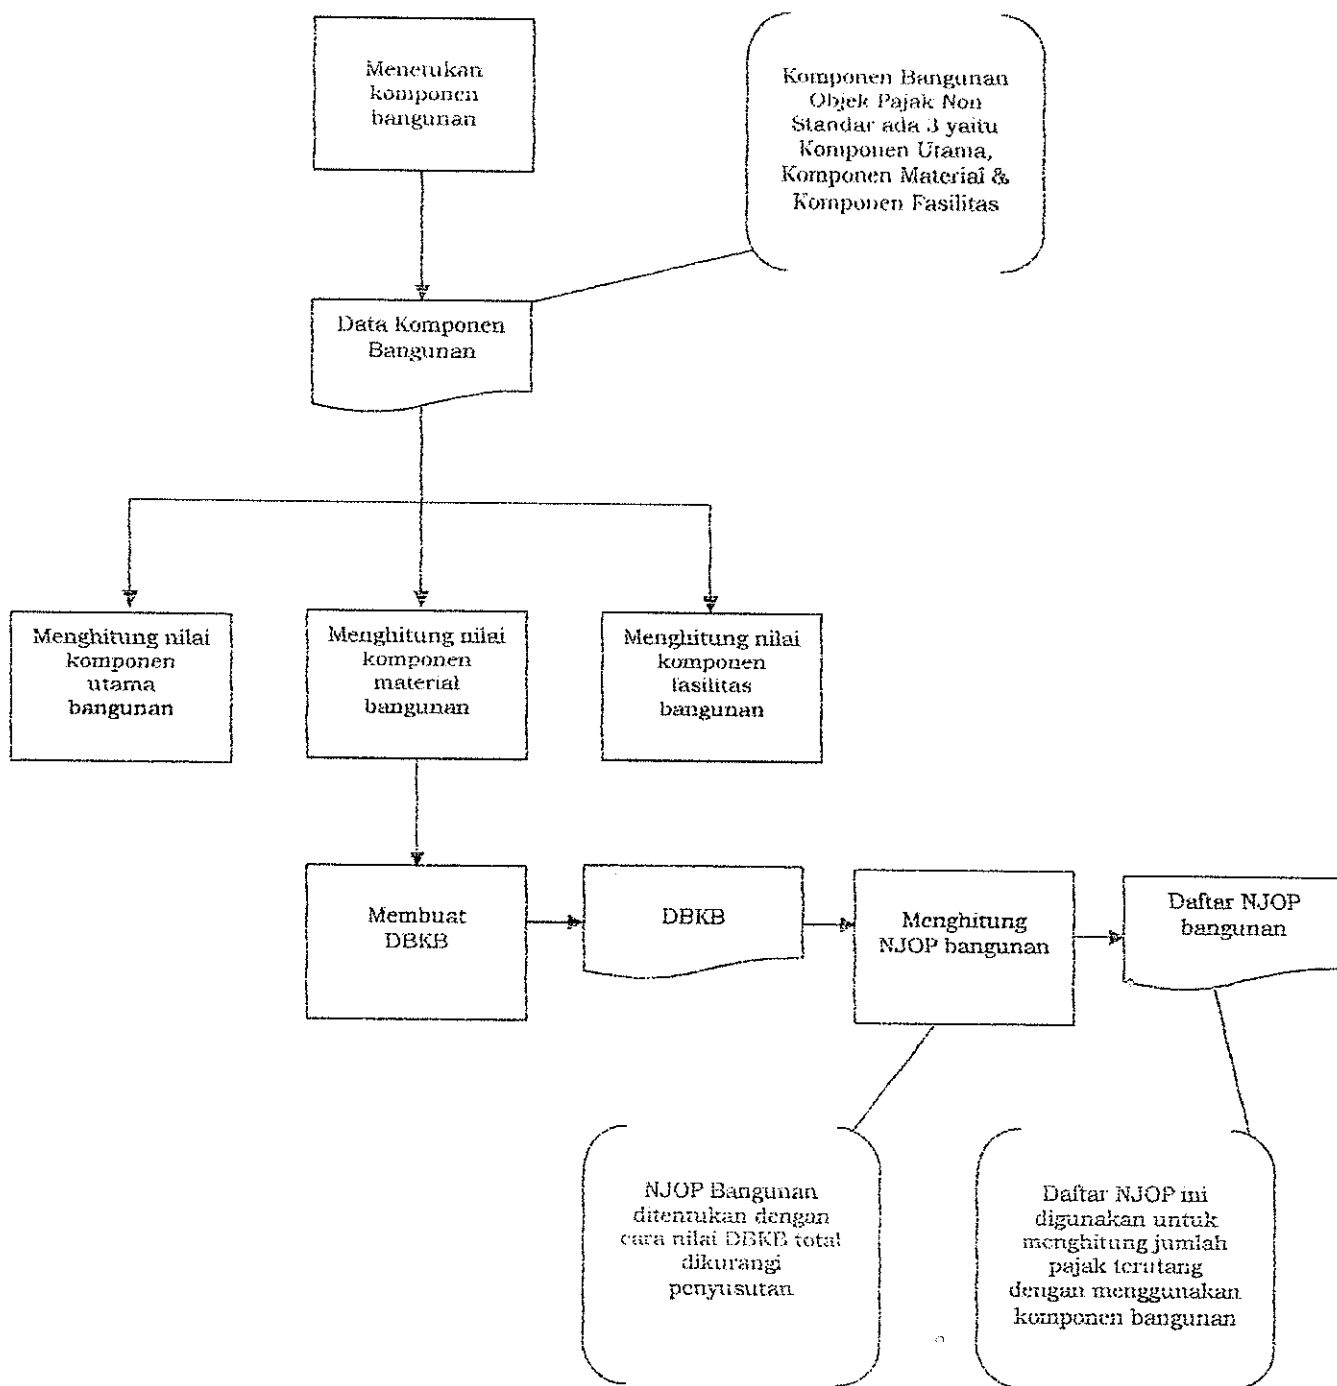 Menetukan
komponen
bangunan
Komponen Bangunan
Objek Pajak Non
Standar ada 3 yaitu
Komponen Utama,
Komponen Material &
Komponen Fasilitas
Data Komponen
Bangunan
Menghitung nilai
komponen
utama
bangunan
Menghitung nilai
komponen
material
bangunan
Menghitung nilai
komponen
fasilitas
bangunan
Membuat
DBKB
DBKB
Menghitung
NJOP bangunan
Daftar NJOP
bangunan
NJOP Bangunan
ditentukan dengan
cara nilai DBKB total
dikurangi
penyusutan
Daftar NJOP ini
digunakan untuk
menghitung jumlah
pajak terutang
dengan menggunakan
komponen bangunan